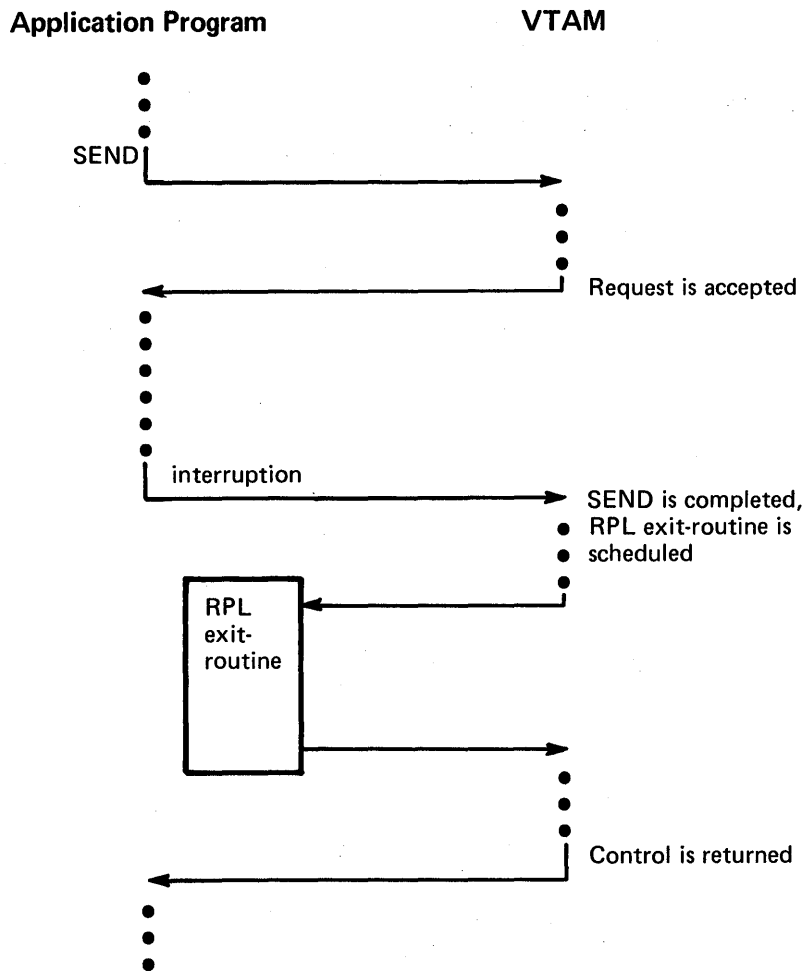 Application Program
VTAM
SEND
Request is accepted
interruption
SEND is completed,
RPL exit-routine is
scheduled
RPL
exit-
routine
Control is returned